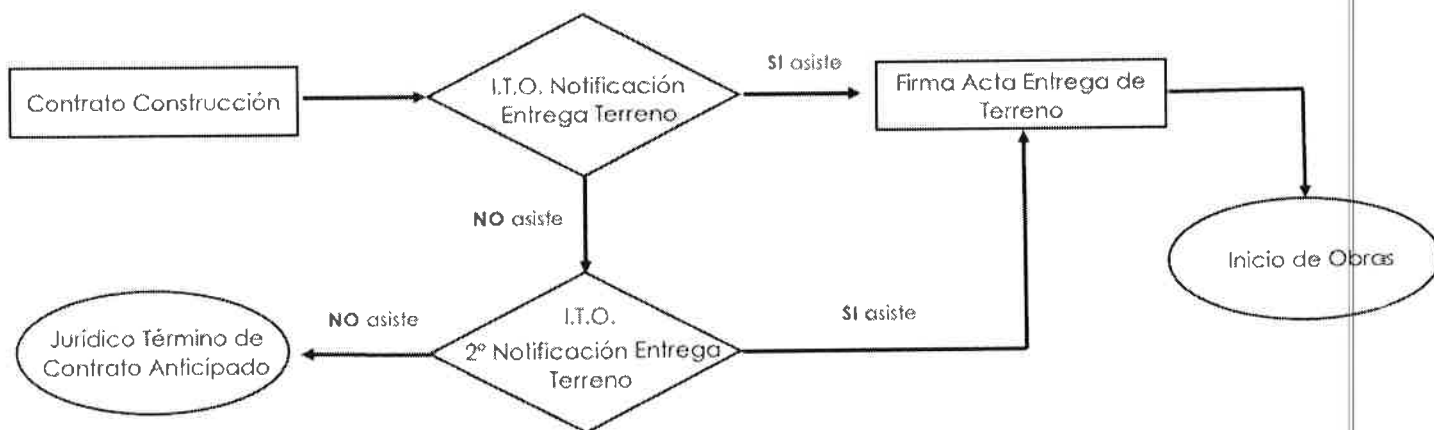 Contrato Construcción
I.T.O. Notificación
Entrega Terreno
SI asiste
Firma Acta Entrega de
Terreno
NO asiste
Inicio de Obras
I.T.O.
2º Notificación Entrega
Terreno
NO asiste
SI asiste
Jurídico Término de
Contrato Anticipado